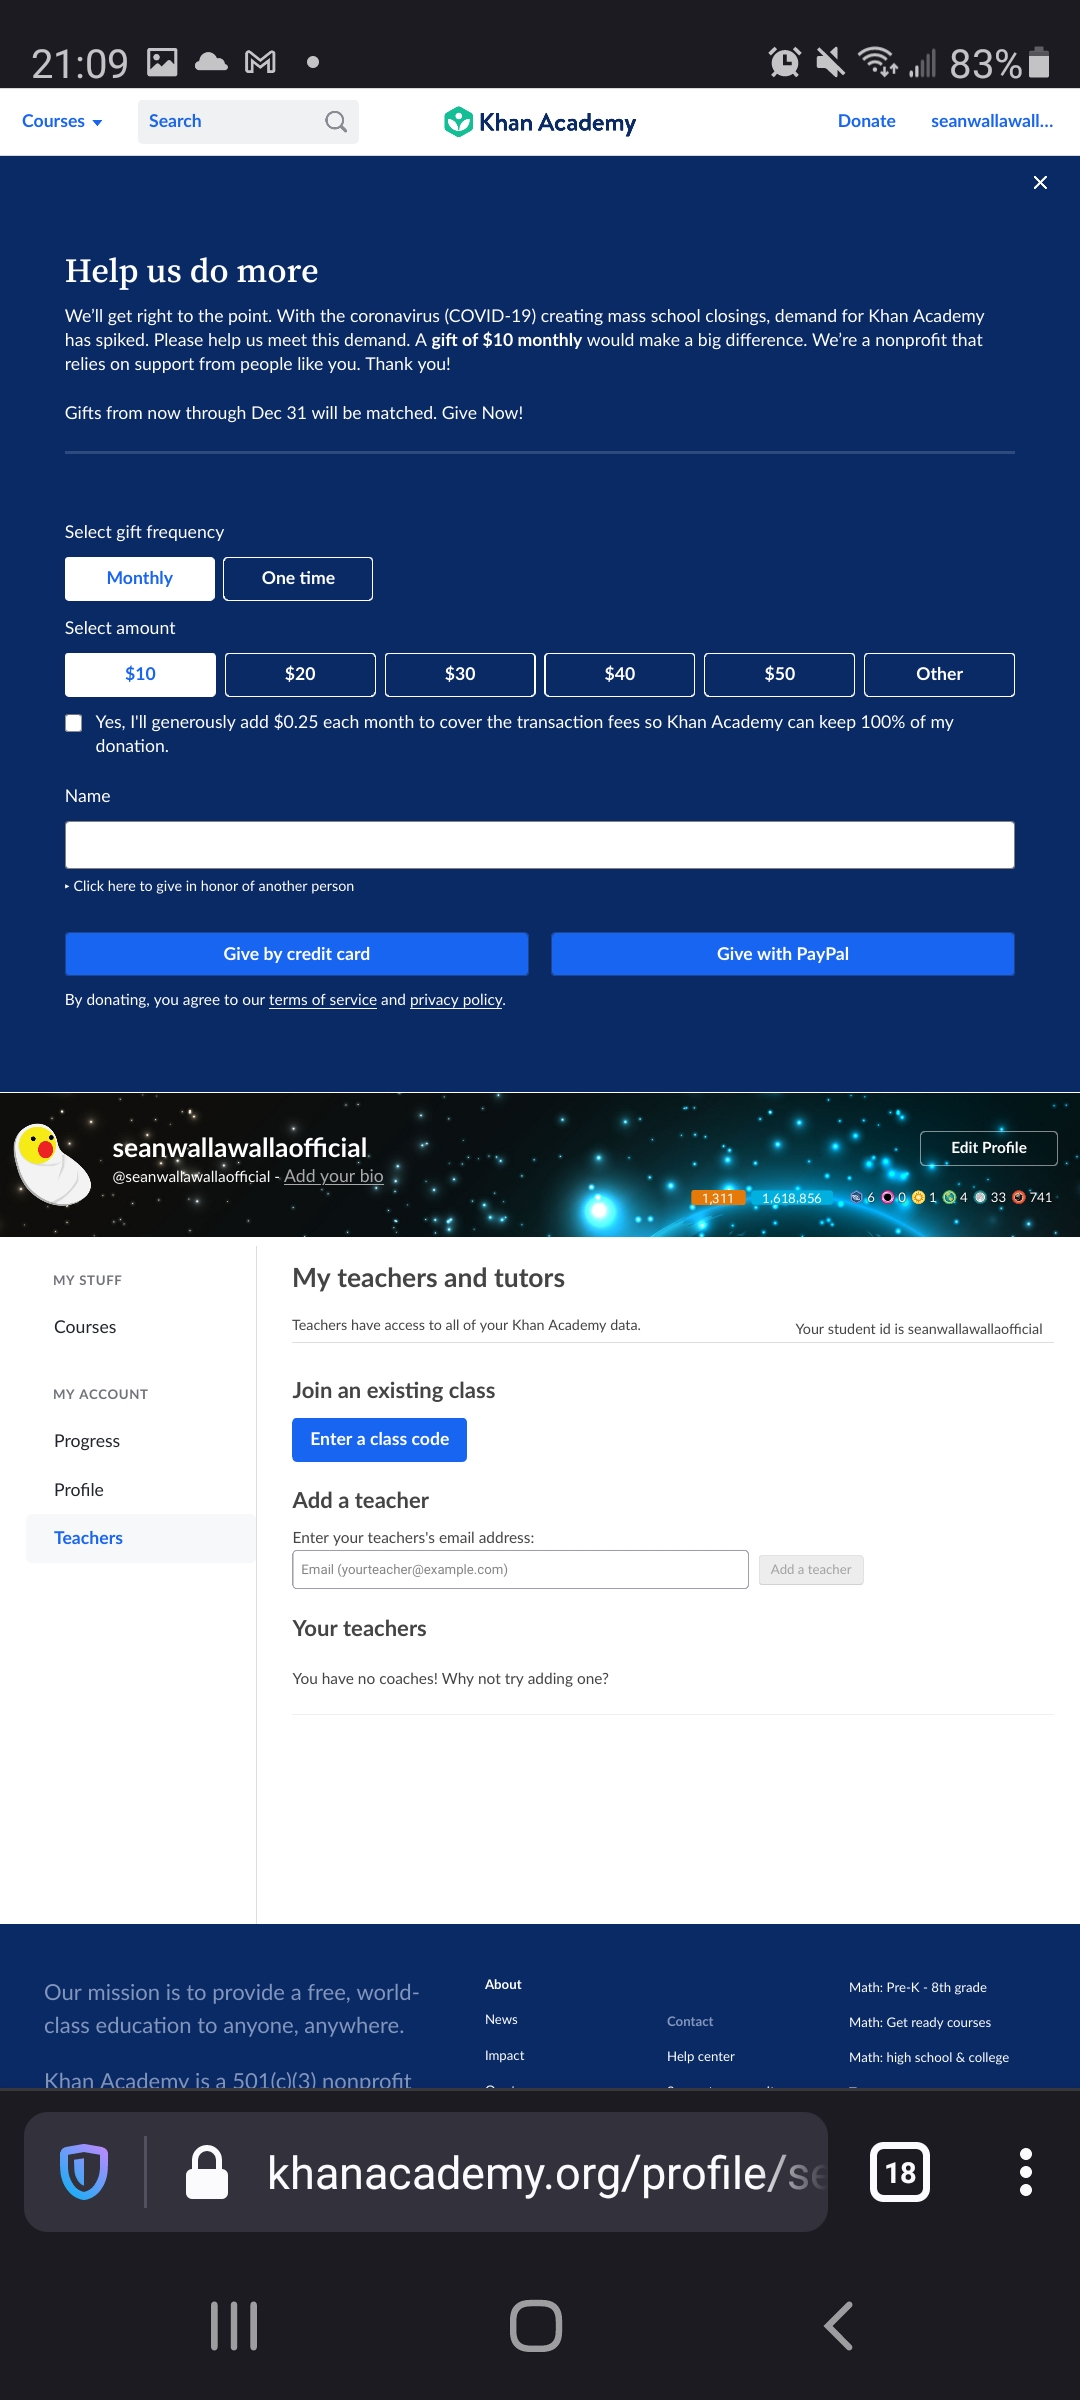 21:09
83%
Courses
Search
Khan Academy
Donate
seanwallawall...
Help us do more
We'll get right to the point. With the coronavirus (COVID-19) creating mass school closings, demand for Khan Academy
has spiked. Please help us meet this demand. A gift of $10 monthly would make a big difference. We're a nonprofit that
relies on support from people like you. Thank you!
Gifts from now through Dec 31 will be matched. Give Now!
Select gift frequency
Monthly
One time
Select amount
$10
$20
$30
$40
$50
Other
Yes, I'll generously add $0.25 each month to cover the transaction fees so Khan Academy can keep 100% of my
donation.
Name
Click here to give in honor of another person
Give by credit card
Give with PayPal
By donating, you agree to our terms of service and privacy policy.
seanwallawallaofficial
@seanwallawallaofficial - Add your bio
Edit Profile
1,311
1,618,856
6
0
1
4
33
741
MY STUFF
Courses
MY ACCOUNT
Progress
Profile
Teachers
My teachers and tutors
Teachers have access to all of your Khan Academy data.
Your student id is seanwallawallaofficial
Join an existing class
Enter a class code
Add a teacher
Enter your teachers's email address:
Email (yourteacher@example.com)
Add a teacher
Your teachers
You have no coaches! Why not try adding one?
Our mission is to provide a free, world-
class education to anyone, anywhere.
Khan Academy is a 501(c)(3) nonprofit
About
News
Impact
Contact
Help center
Math: Pre-K - 8th grade
Math: Get ready courses
Math: high school & college
khanacademy.org/profile/se
18